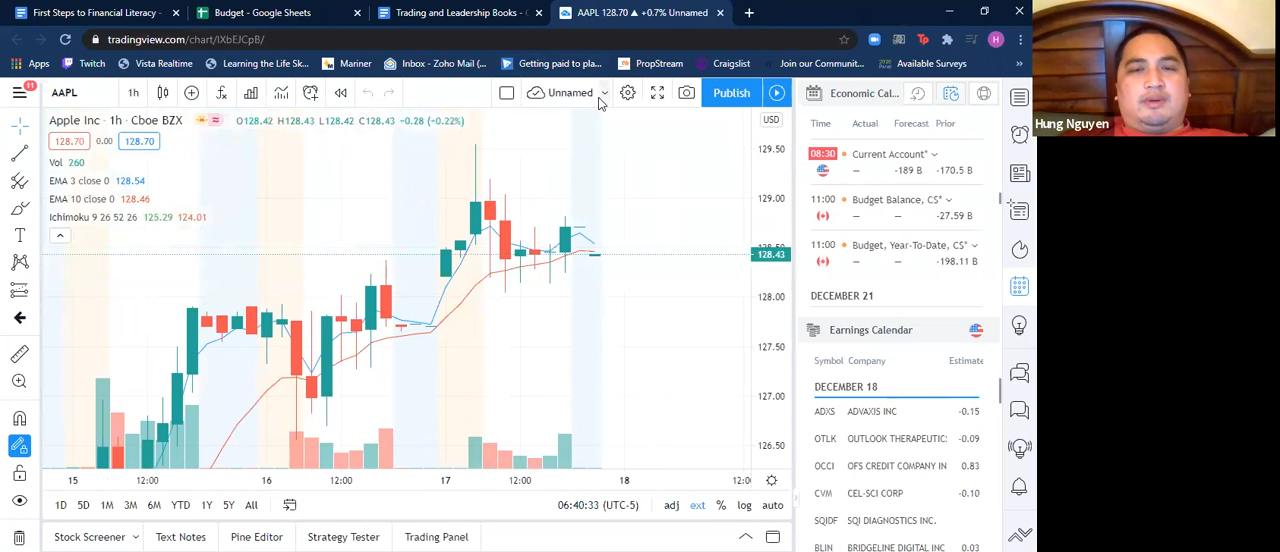 First Steps to Financial Literacy -
Budget - Google Sheets
Trading and Leadership Books - G
AAPL 128.70 ▲ +0.7% Unnamed
tradingview.com/chart/lXbEJCpB/
Apps
Twitch
Vista Realtime
Learning the Life Sk...
Mariner
Inbox - Zoho Mail (...
Getting paid to pla...
PropStream
Craigslist
Join our Communit...
Available Surveys
11
AAPL
1h
Unnamed
Publish
Economic Cal...
Hung Nguyen
Apple Inc · 1h · Cboe BZX
O128.42 H128.43 L128.42 C128.43 -0.28 (-0.22%)
USD
128.70
0.00
128.70
Vol 260
EMA 3 close 0 128.54
EMA 10 close 0 128.46
Ichimoku 9 26 52 26 125.29 124.01
129.50
129.00
128.50
128.43
128.00
127.50
127.00
126.50
15
12:00
16
12:00
17
12:00
18
12:00
1D
5D
1M
3M
6M
YTD
1Y
5Y
All
06:40:33 (UTC-5)
adj
ext
%
log
auto
Stock Screener
Text Notes
Pine Editor
Strategy Tester
Trading Panel
Time Actual Forecast Prior
08:30 Current Account*
— -189 B -170.5 B
11:00 Budget Balance, CS*
— — -27.59 B
11:00 Budget, Year-To-Date, CS*
— — -198.11 B
DECEMBER 21
Earnings Calendar
Symbol Company Estimate
DECEMBER 18
ADXS ADVAXIS INC -0.15
OTLK OUTLOOK THERAPEUTIC: -0.09
OCCI OFS CREDIT COMPANY IN 0.83
CVM CEL-SCI CORP -0.10
SQIDF SQI DIAGNOSTICS INC.
BLIN BRIDGELINE DIGITAL INC 0.03